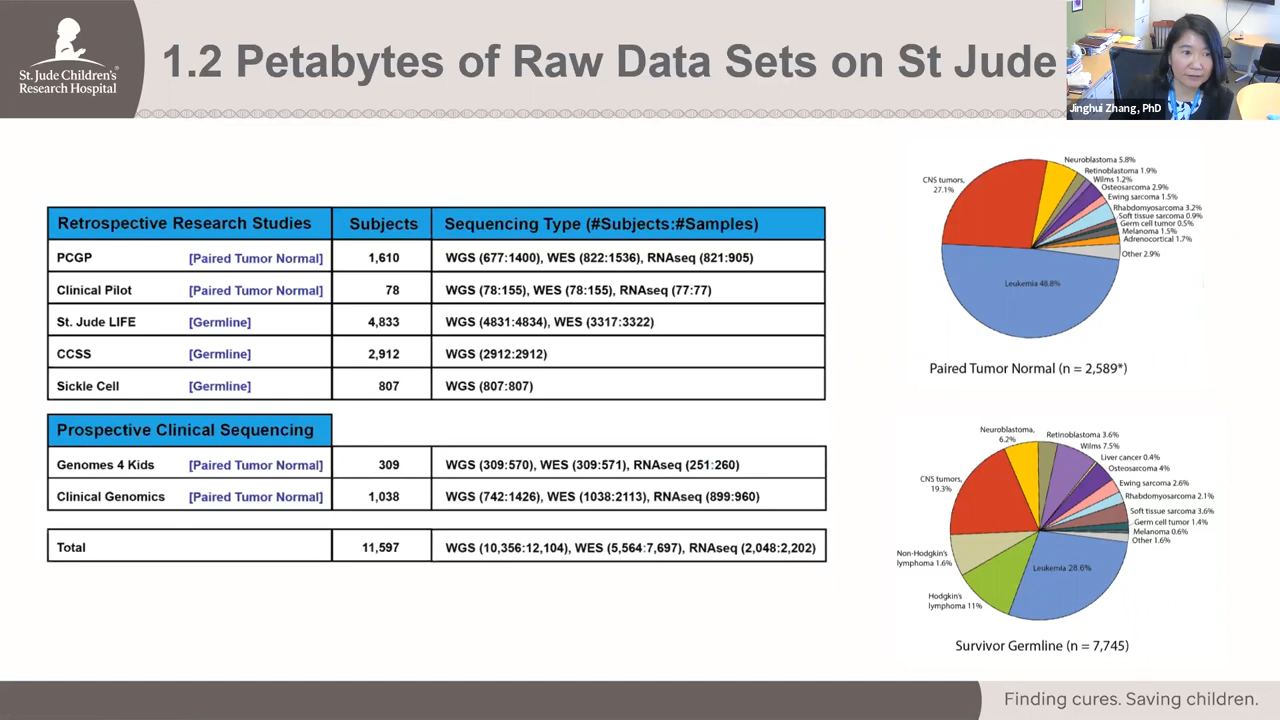 St. Jude Children's
Research Hospital
1.2 Petabytes of Raw Data Sets on St Jude
Jinghui Zhang, PhD
Retrospective Research Studies Subjects Sequencing Type (#Subjects:#Samples)
PCGP [Paired Tumor Normal] 1,610 WGS (677:1400), WES (822:1536), RNAseq (821:905)
Clinical Pilot [Paired Tumor Normal] 78 WGS (78:155), WES (78:155), RNAseq (77:77)
St. Jude LIFE [Germline] 4,833 WGS (4831:4834), WES (3317:3322)
CCSS [Germline] 2,912 WGS (2912:2912)
Sickle Cell [Germline] 807 WGS (807:807)
Prospective Clinical Sequencing
Genomes 4 Kids [Paired Tumor Normal] 309 WGS (309:570), WES (309:571), RNAseq (251:260)
Clinical Genomics [Paired Tumor Normal] 1,038 WGS (742:1426), WES (1038:2113), RNAseq (899:960)
Total 11,597 WGS (10,356:12,104), WES (5,564:7,697), RNAseq (2,048:2,202)
Neuroblastoma 5.8%
Retinoblastoma 1.9%
Wilms 1.2%
Osteosarcoma 2.9%
Ewing sarcoma 1.5%
Rhabdomyosarcoma 3.2%
Soft tissue sarcoma 0.9%
Germ cell tumor 0.5%
Melanoma 1.5%
Adrenocortical 1.7%
Other 2.9%
CNS tumors,
27.1%
Leukemia 48.8%
Paired Tumor Normal (n = 2,589*)
Neuroblastoma,
6.2%
Retinoblastoma 3.6%
Wilms 7.5%
Liver cancer 0.4%
Osteosarcoma 4%
Ewing sarcoma 2.6%
Rhabdomyosarcoma 2.1%
Soft tissue sarcoma 3.6%
Germ cell tumor 1.4%
Melanoma 0.6%
Other 1.6%
CNS tumors,
19.3%
Non-Hodgkin's
lymphoma 1.6%
Hodgkin's
lymphoma 11%
Leukemia 28.6%
Survivor Germline (n = 7,745)
Finding cures. Saving children.